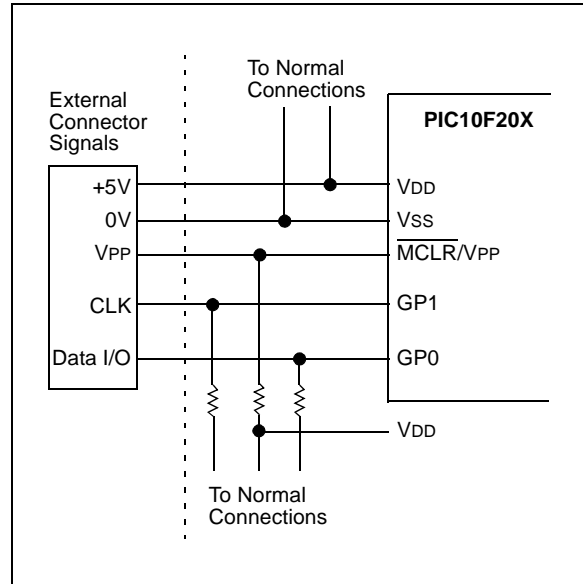 To Normal
Connections
External
Connector
Signals
PIC10F20X
+5V
VDD
0V
VSS
VPP
MCLR/VPP
CLK
GP1
Data I/O
GP0
VDD
To Normal
Connections